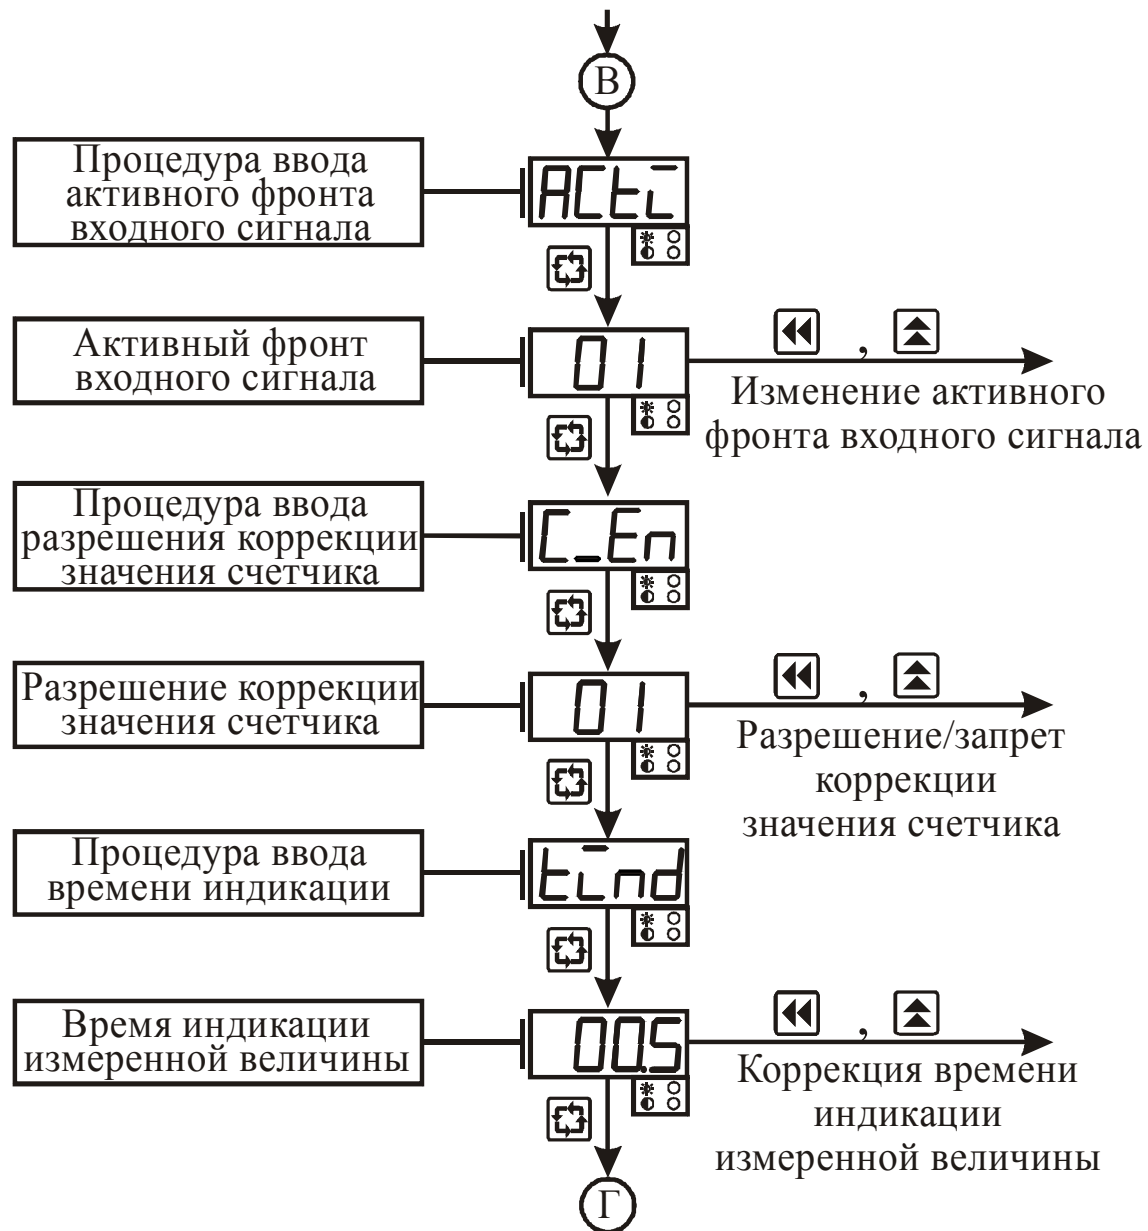 В
Процедура ввода
активного фронта
входного сигнала
ACti
Активный фронт
входного сигнала
01
,
Изменение активного
фронта входного сигнала
Процедура ввода
разрешения коррекции
значения счетчика
C_En
Разрешение коррекции
значения счетчика
01
,
Разрешение/запрет
коррекции
значения счетчика
Процедура ввода
времени индикации
tind
Время индикации
измеренной величины
00.5
,
Коррекция времени
индикации
измеренной величины
Г